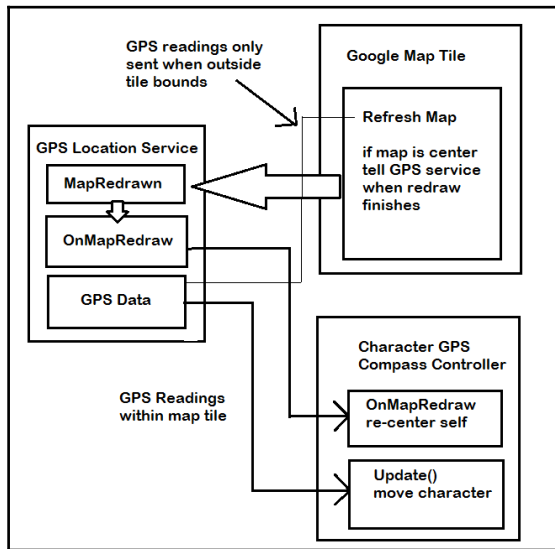 GPS readings only
sent when outside
tile bounds
Google Map Tile
Refresh Map
if map is center
tell GPS service
when redraw
finishes
GPS Location Service
MapRedrawn
OnMapRedraw
GPS Data
GPS Readings
within map tile
Character GPS
Compass Controller
OnMapRedraw
re-center self
Update()
move character